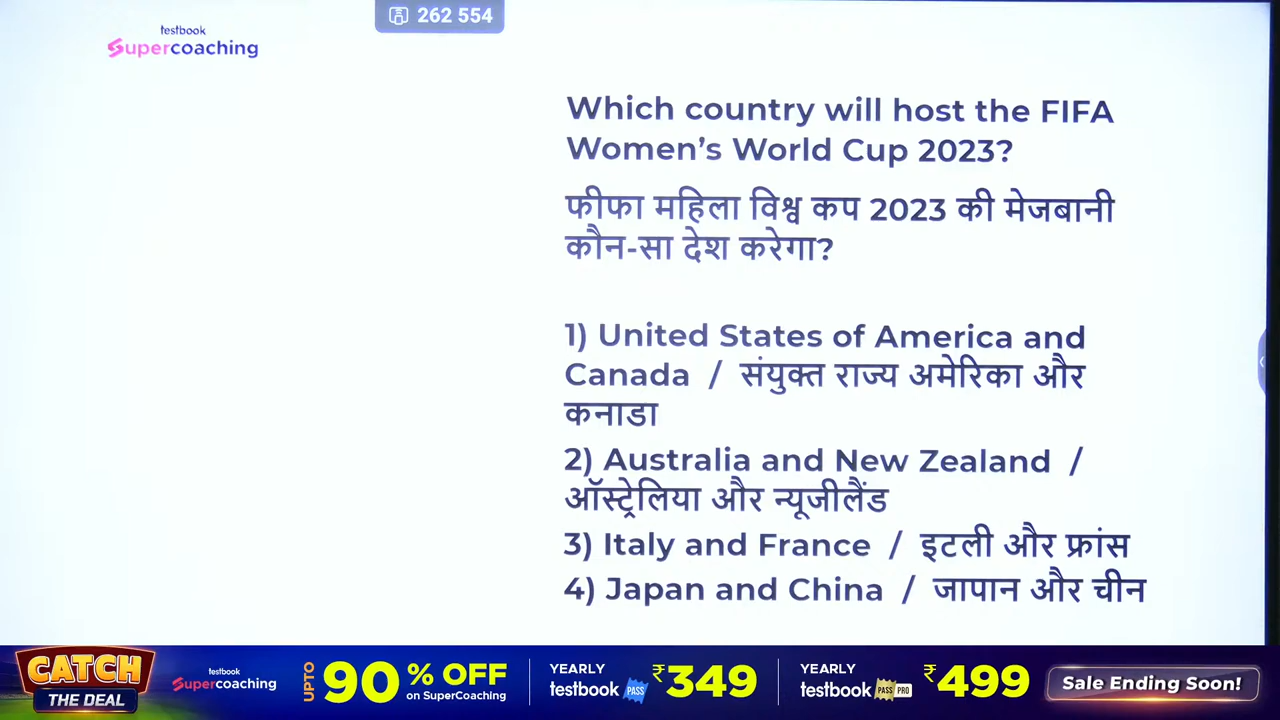 262 554
testbook
Supercoaching
Which country will host the FIFA
Women's World Cup 2023?
फीफा महिला विश्व कप 2023 की मेजबानी
कौन-सा देश करेगा?
1) United States of America and
Canada / संयुक्त राज्य अमेरिका और
कनाडा
2) Australia and New Zealand /
ऑस्ट्रेलिया और न्यूजीलैंड
3) Italy and France / इटली और फ्रांस
4) Japan and China / जापान और चीन
CATCH
THE DEAL
testbook
Supercoaching
UPTO
90% OFF
on SuperCoaching
YEARLY
testbook PASS
₹349
YEARLY
testbook PASS PRO
₹499
Sale Ending Soon!